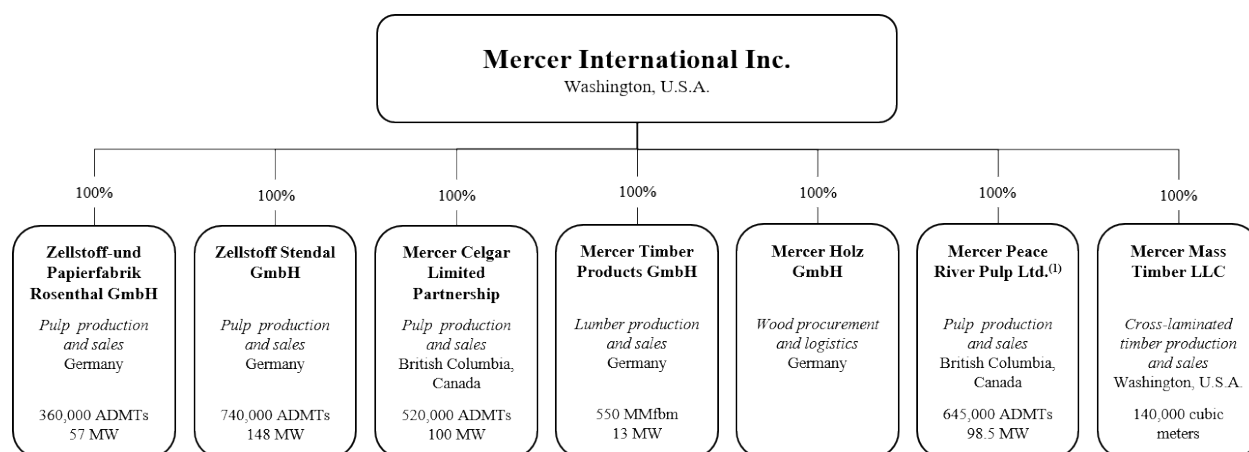 Mercer International Inc.
Washington, U.S.A.
100%
100%
100%
100%
100%
100%
100%
Zellstoff-und
Papierfabrik
Rosenthal GmbH
Pulp production
and sales
Germany
360,000 ADMTs
57 MW
Zellstoff Stendal
GmbH
Pulp production
and sales
Germany
740,000 ADMTs
148 MW
Mercer Celgar
Limited
Partnership
Pulp production
and sales
British Columbia,
Canada
520,000 ADMTs
100 MW
Mercer Timber
Products GmbH
Lumber production
and sales
Germany
550 MMfbm
13 MW
Mercer Holz
GmbH
Wood procurement
and logistics
Germany
Mercer Peace
River Pulp Ltd.(1)
Pulp production
and sales
British Columbia,
Canada
645,000 ADMTs
98.5 MW
Mercer Mass
Timber LLC
Cross-laminated
timber production
and sales
Washington, U.S.A.
140,000 cubic
meters